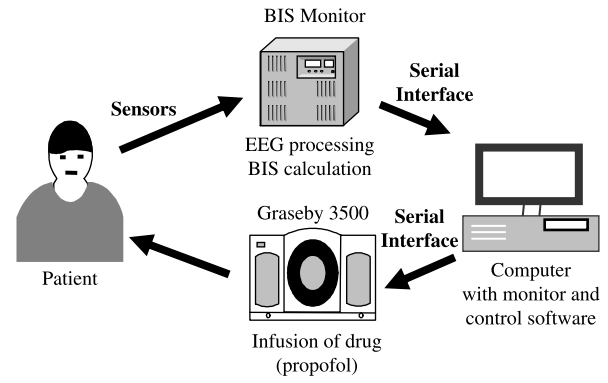 BIS Monitor
Serial
Interface
Sensors
EEG processing
BIS calculation
Graseby 3500
Serial
Interface
Patient
Computer
with monitor and
control software
Infusion of drug
(propofol)